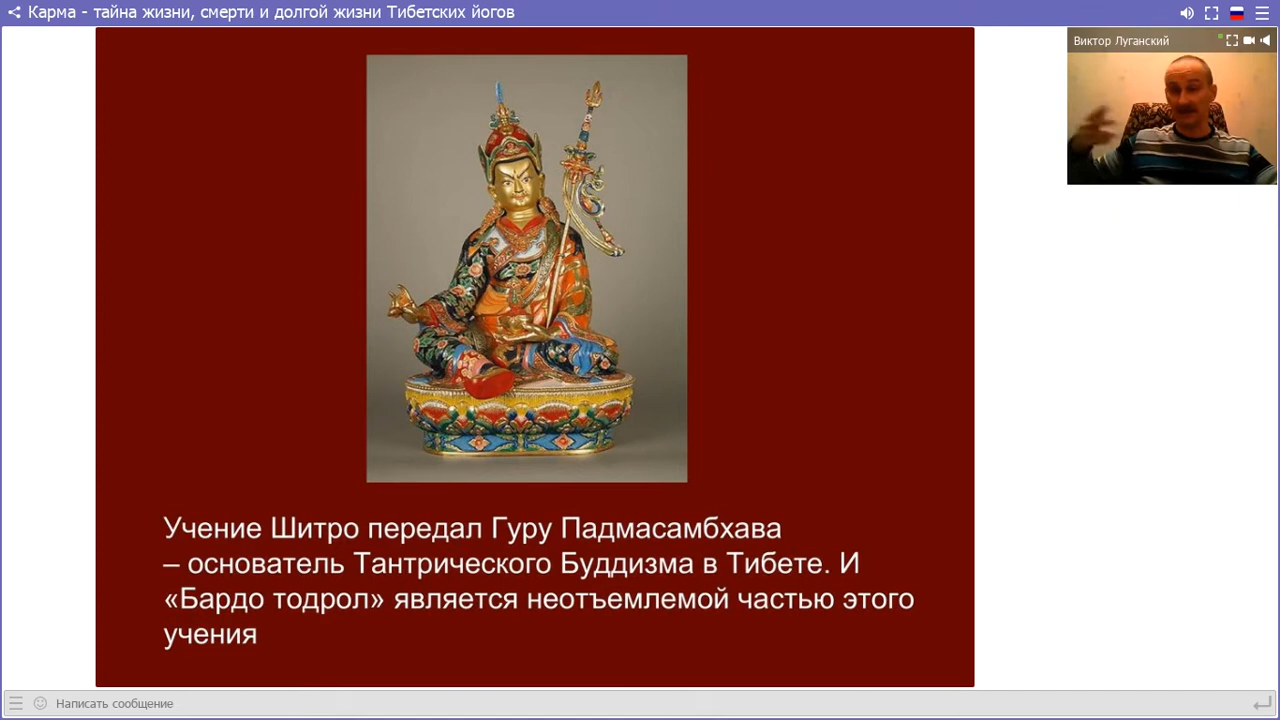 Карма - тайна жизни, смерти и долгой жизни Тибетских йогов
Виктор Луганский
Учение Шитро передал Гуру Падмасамбхава
– основатель Тантрического Буддизма в Тибете. И
«Бардо тодрол» является неотъемлемой частью этого
учения
Написать сообщение